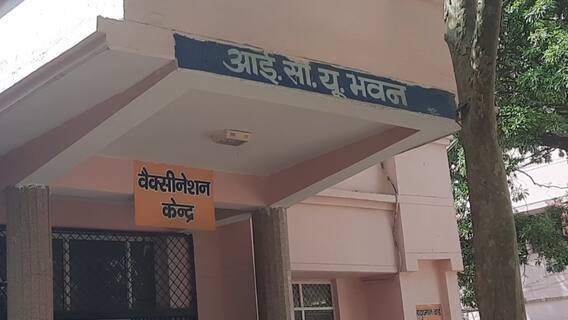 आई. सी. यू. भवन
वैक्सीनेशन
केन्द्र